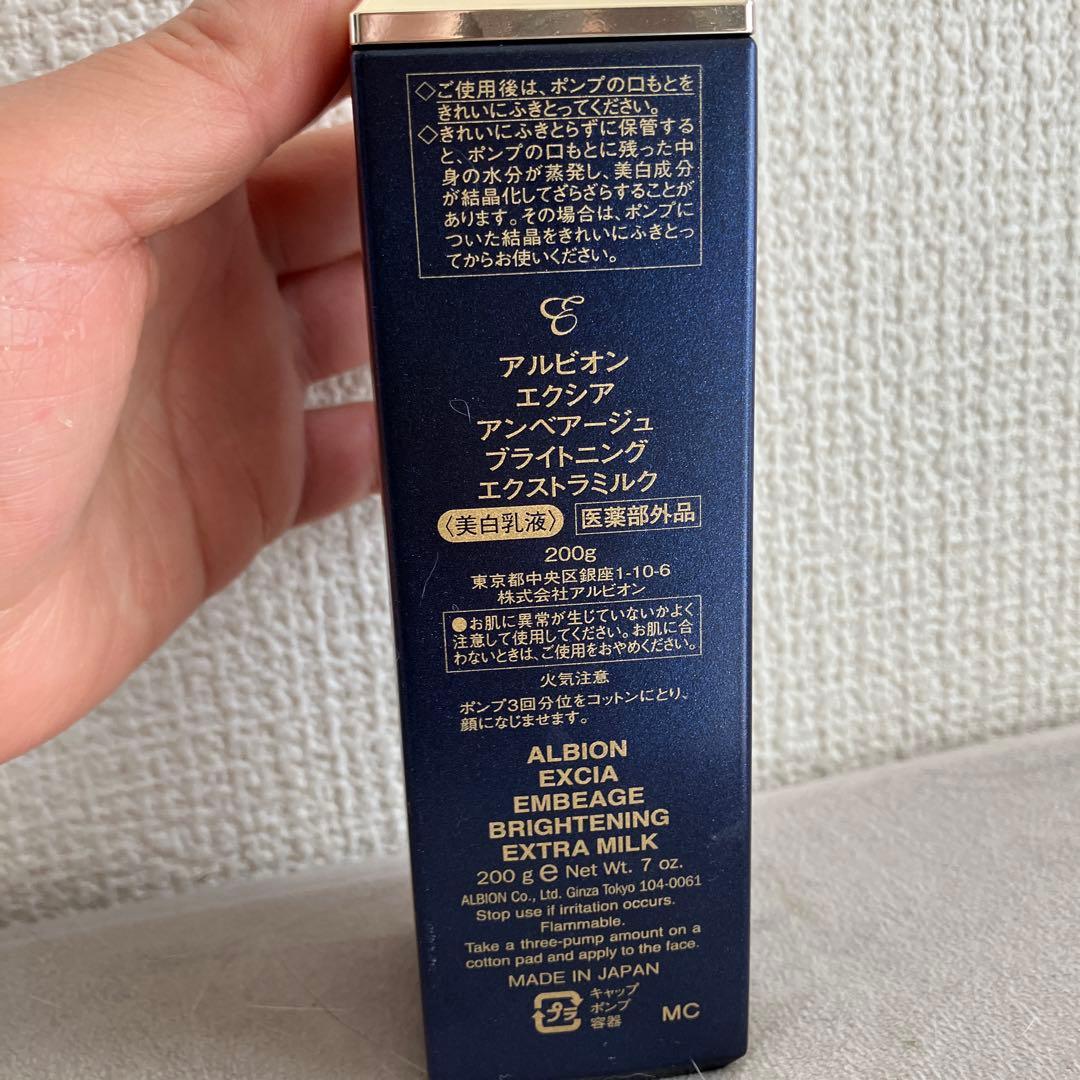 ◇ご使用後は、ポンプの口もとを
きれいにふきとってください。
◇きれいにふきとらずに保管する
と、ポンプの口もとに残った中
身の水分が蒸発し、美白成分
が結晶化してざらざらすることが
あります。その場合は、ポンプに
ついた結晶をきれいにふきとっ
てからお使いください。
E
アルビオン
エクシア
アンベアージュ
ブライトニング
エクストラミルク
〈美白乳液〉 医薬部外品
200g
東京都中央区銀座1-10-6
株式会社アルビオン
●お肌に異常が生じていないかよく
注意して使用してください。お肌に合
わないときは、ご使用をおやめください。
火気注意
ポンプ3回分位をコットンにとり、
顔になじませます。
ALBION
EXCIA
EMBEAGE
BRIGHTENING
EXTRA MILK
200 g e Net Wt. 7 oz.
ALBION Co., Ltd. Ginza Tokyo 104-0061
Stop use if irritation occurs.
Flammable.
Take a three-pump amount on a
cotton pad and apply to the face.
MADE IN JAPAN
プラ キャップ
ポンプ
容器 MC